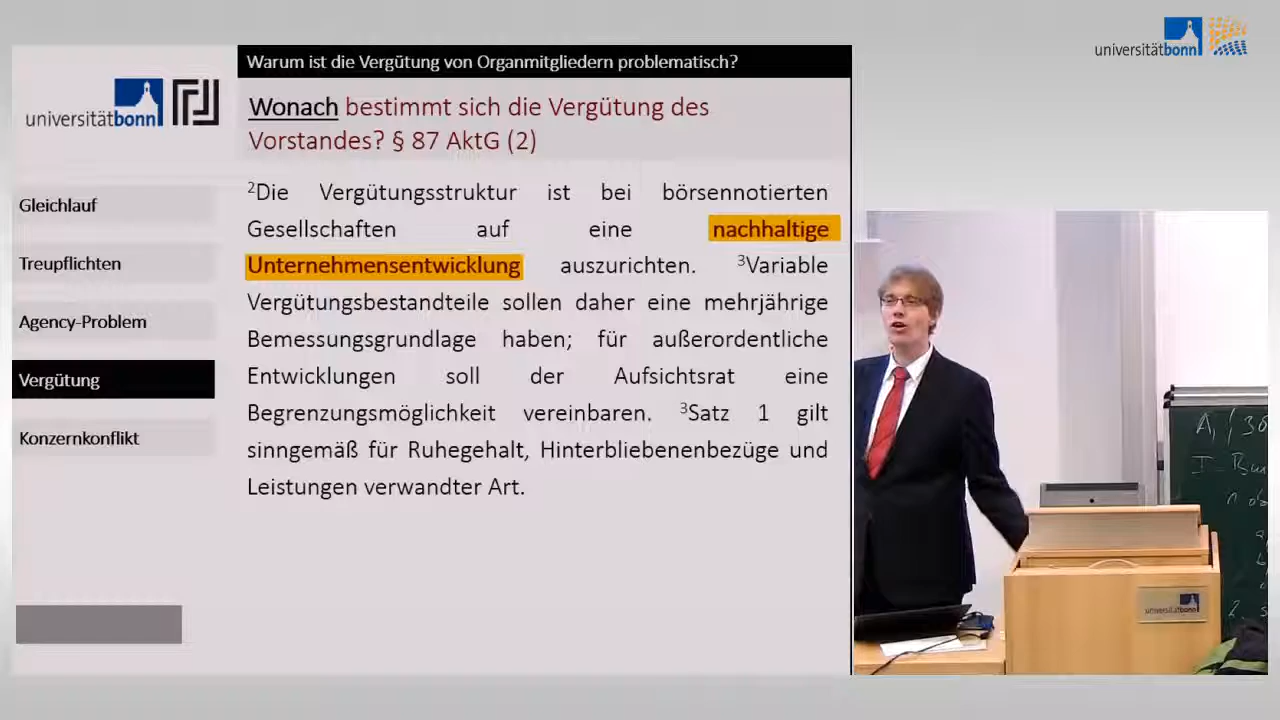 universitätbonn
Warum ist die Vergütung von Organmitgliedern problematisch?
universitätbonn
Wonach bestimmt sich die Vergütung des
Vorstandes? § 87 AktG (2)
Gleichlauf
Treupflichten
Agency-Problem
Vergütung
Konzernkonflikt
²Die Vergütungsstruktur ist bei börsennotierten
Gesellschaften auf eine nachhaltige
Unternehmensentwicklung auszurichten. ³Variable
Vergütungsbestandteile sollen daher eine mehrjährige
Bemessungsgrundlage haben; für außerordentliche
Entwicklungen soll der Aufsichtsrat eine
Begrenzungsmöglichkeit vereinbaren. ³Satz 1 gilt
sinngemäß für Ruhegehalt, Hinterbliebenenbezüge und
Leistungen verwandter Art.
universitätbonn